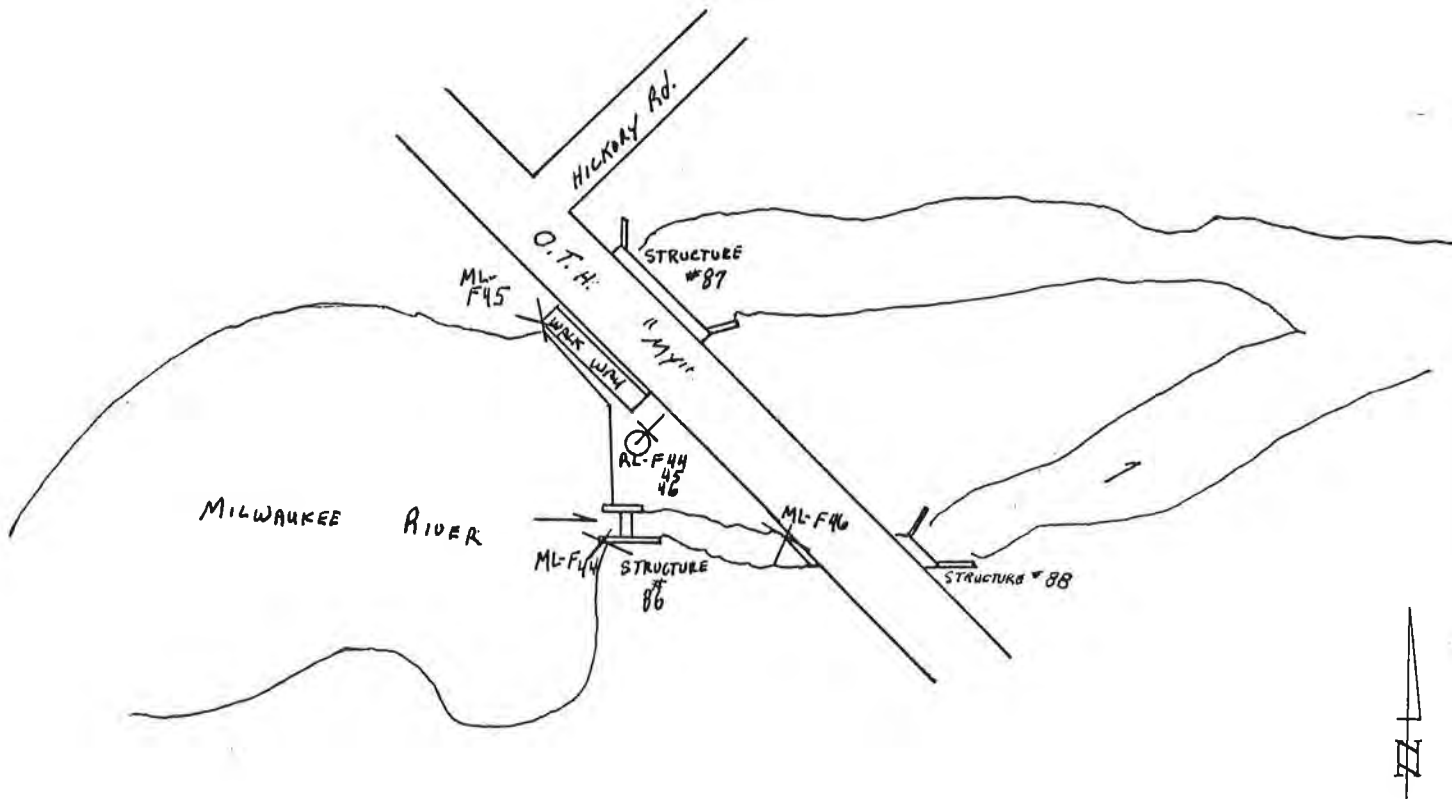 HICKORY Rd.
O.T.H. "MY"
STRUCTURE
#87
ML-
F45
WALK WAY
RL-F44
45
46
MILWAUKEE RIVER
ML-F44
STRUCTURE
#
86
ML-F46
STRUCTURE #88
N